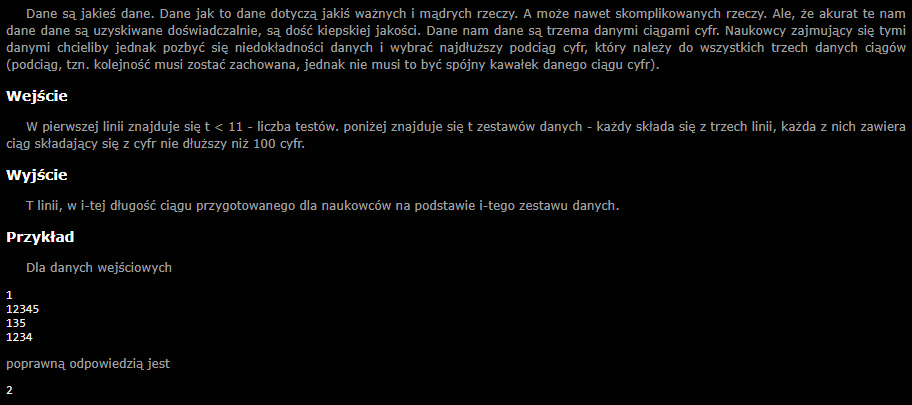 Dane są jakieś dane. Dane jak to dane dotyczą jakiś ważnych i mądrych rzeczy. A może nawet skomplikowanych rzeczy. Ale, że akurat te nam
dane dane są uzyskiwane doświadczalnie, są dość kiepskiej jakości. Dane nam dane są trzema danymi ciągami cyfr. Naukowcy zajmujący się tymi
danymi chcieliby jednak pozbyć się niedokładności danych i wybrać najdłuższy podciąg cyfr, który należy do wszystkich trzech danych ciągów
(podciąg, tzn. kolejność musi zostać zachowana, jednak nie musi to być spójny kawałek danego ciągu cyfr).
Wejście
W pierwszej linii znajduje się t < 11 - liczba testów. poniżej znajduje się t zestawów danych - każdy składa się z trzech linii, każda z nich zawiera
ciąg składający się z cyfr nie dłuższy niż 100 cyfr.
Wyjście
T linii, w i-tej długość ciągu przygotowanego dla naukowców na podstawie i-tego zestawu danych.
Przykład
Dla danych wejściowych
1
12345
135
1234
poprawną odpowiedzią jest
2